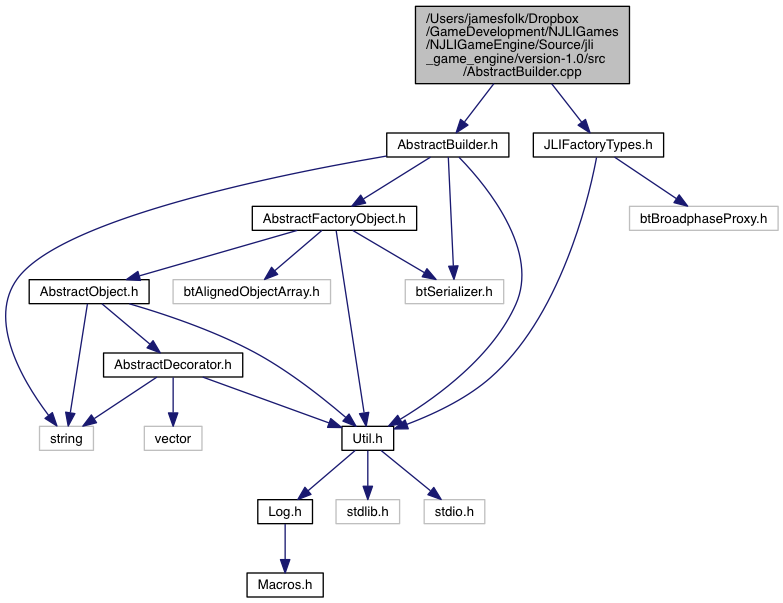 /Users/jamesfolk/Dropbox
/GameDevelopment/NJLIGames
/NJLIGameEngine/Source/jli
_game_engine/version-1.0/src
/AbstractBuilder.cpp
AbstractBuilder.h
JLIFactoryTypes.h
AbstractFactoryObject.h
btBroadphaseProxy.h
AbstractObject.h
btAlignedObjectArray.h
btSerializer.h
AbstractDecorator.h
string
vector
Util.h
Log.h
stdlib.h
stdio.h
Macros.h